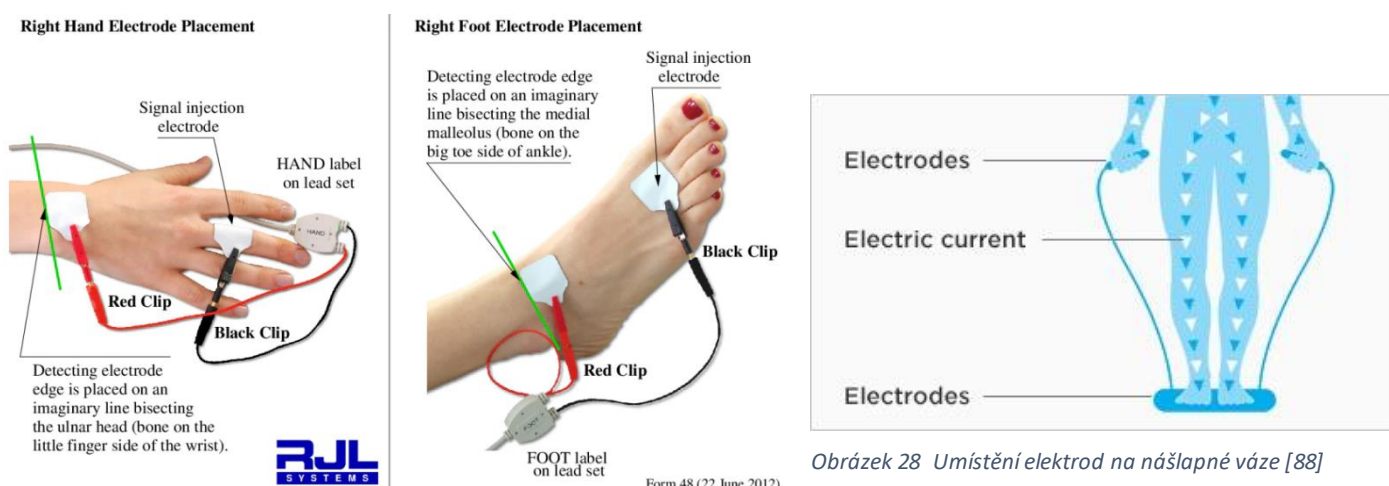 Right Hand Electrode Placement
Signal injection
electrode
HAND label
on lead set
HAND
Red Clip
Black Clip
Detecting electrode
edge is placed on an
imaginary line bisecting
the ulnar head (bone on the
little finger side of the wrist).
RJL
SYSTEMS
Right Foot Electrode Placement
Signal injection
electrode
Detecting electrode edge
is placed on an imaginary
line bisecting the medial
malleolus (bone on the
big toe side of ankle).
Black Clip
Red Clip
FOOT
FOOT label
on lead set
Form 48 (22 June 2012)
Electrodes
Electric current
Electrodes
Obrázek 28 Umístění elektrod na nášlapné váze [88]